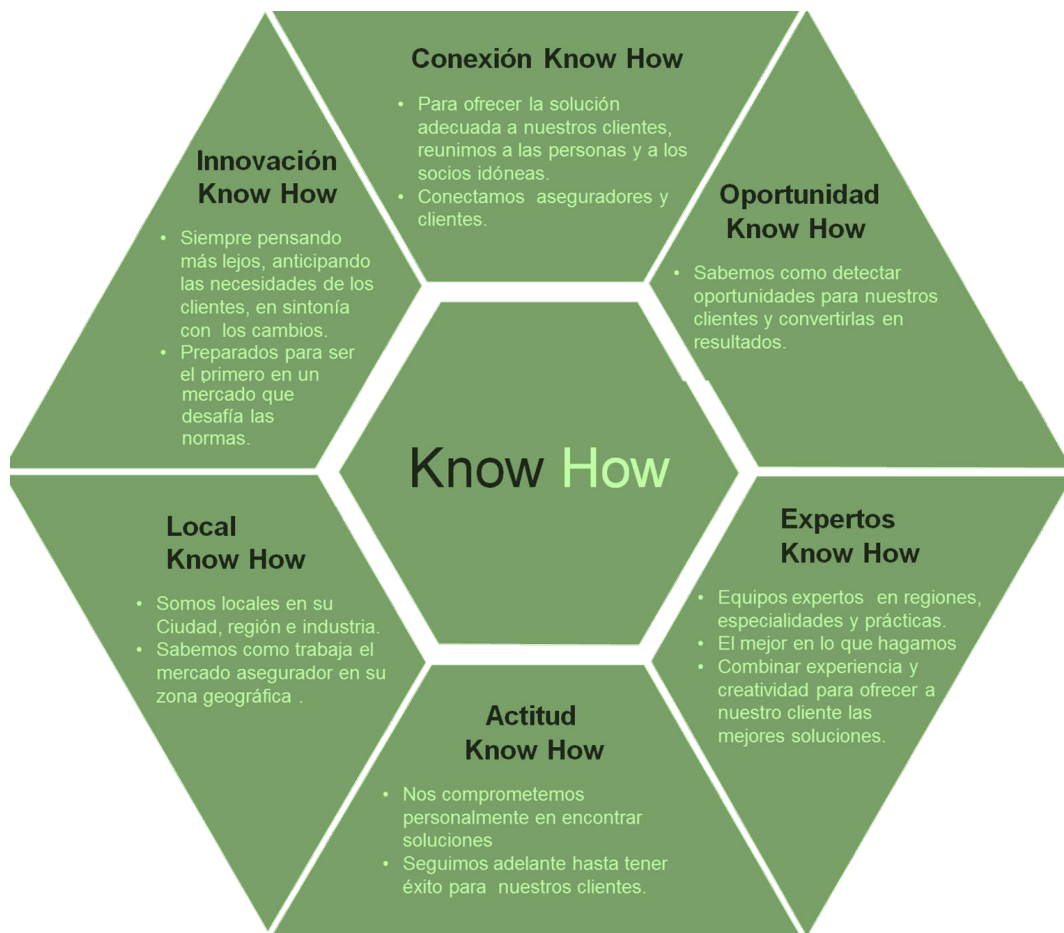 Conexión Know How
• Para ofrecer la solución
adecuada a nuestros clientes,
reunimos a las personas y a los
socios idóneas.
• Conectamos aseguradores y
clientes.
Innovación
Know How
• Siempre pensando
más lejos, anticipando
las necesidades de los
clientes, en sintonía
con los cambios.
• Preparados para ser
el primero en un
mercado que
desafía las
normas.
Oportunidad
Know How
• Sabemos como detectar
oportunidades para nuestros
clientes y convertirlas en
resultados.
Know How
Local
Know How
• Somos locales en su
Ciudad, región e industria.
• Sabemos como trabaja el
mercado asegurador en su
zona geográfica .
Expertos
Know How
• Equipos expertos en regiones,
especialidades y prácticas.
• El mejor en lo que hagamos
• Combinar experiencia y
creatividad para ofrecer a
nuestro cliente las
mejores soluciones.
Actitud
Know How
• Nos comprometemos
personalmente en encontrar
soluciones
• Seguimos adelante hasta tener
éxito para nuestros clientes.